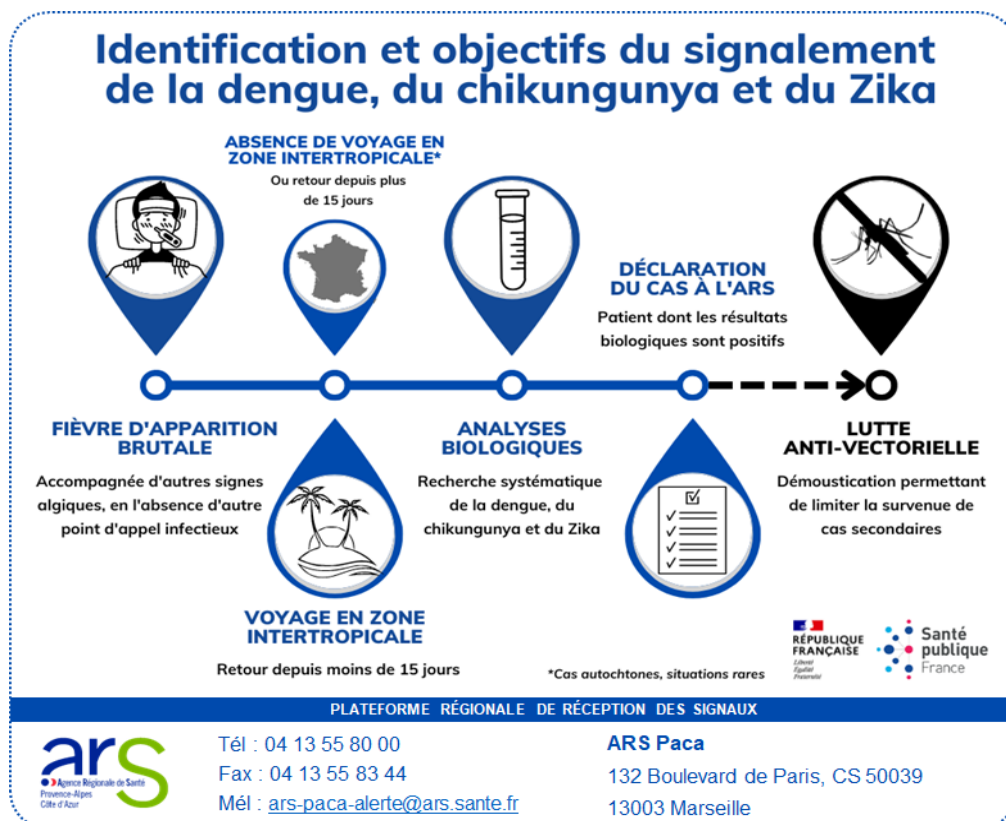 Identification et objectifs du signalement
de la dengue, du chikungunya et du Zika
ABSENCE DE VOYAGE EN
ZONE INTERTROPICALE*
Ou retour depuis plus
de 15 jours
DÉCLARATION
DU CAS À L'ARS
Patient dont les résultats
biologiques sont positifs
FIÈVRE D'APPARITION
BRUTALE
Accompagnée d'autres signes
algiques, en l'absence d'autre
point d'appel infectieux
ANALYSES
BIOLOGIQUES
Recherche systématique
de la dengue, du
chikungunya et du Zika
LUTTE
ANTI-VECTORIELLE
Démoustication permettant
de limiter la survenue de
cas secondaires
VOYAGE EN ZONE
INTERTROPICALE
Retour depuis moins de 15 jours
*Cas autochtones, situations rares
RÉPUBLIQUE
FRANÇAISE
Liberté
Égalité
Fraternité
Santé
publique
France
PLATEFORME RÉGIONALE DE RÉCEPTION DES SIGNAUX
ars
Agence Régionale de Santé
Provence-Alpes
Côte d'Azur
Tél : 04 13 55 80 00
Fax : 04 13 55 83 44
Mél : ars-paca-alerte@ars.sante.fr
ARS Paca
132 Boulevard de Paris, CS 50039
13003 Marseille